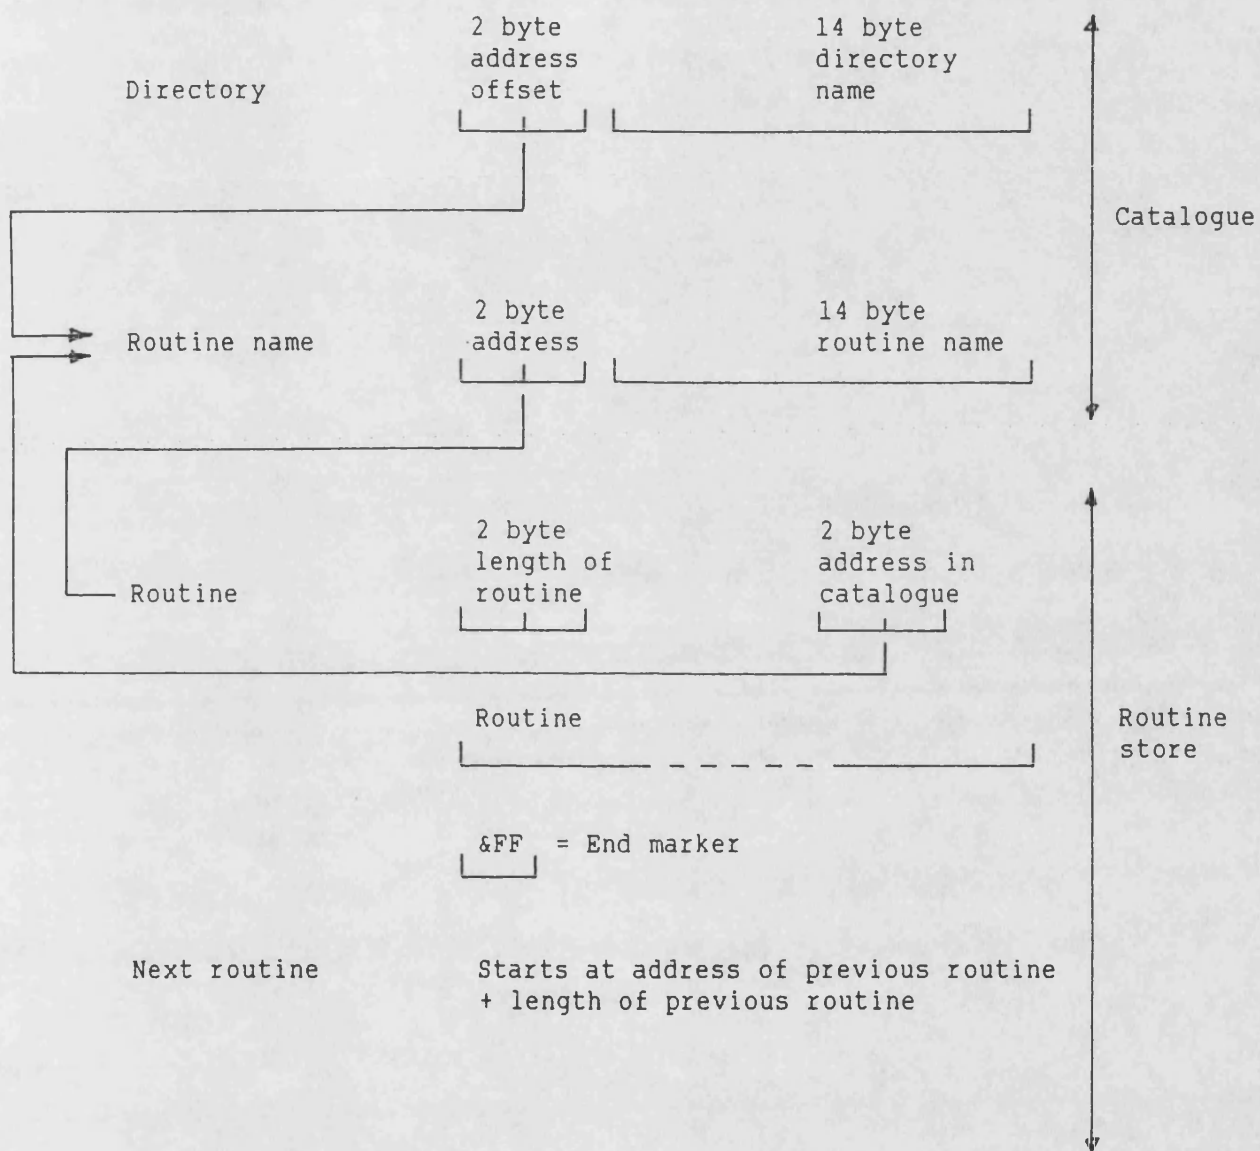 2 byte
address
offset
14 byte
directory
name
Directory
Catalogue
2 byte
address
14 byte
routine name
Routine name
2 byte
length of
routine
2 byte
address in
catalogue
Routine
Routine
Routine
store
&FF = End marker
Next routine
Starts at address of previous routine
+ length of previous routine